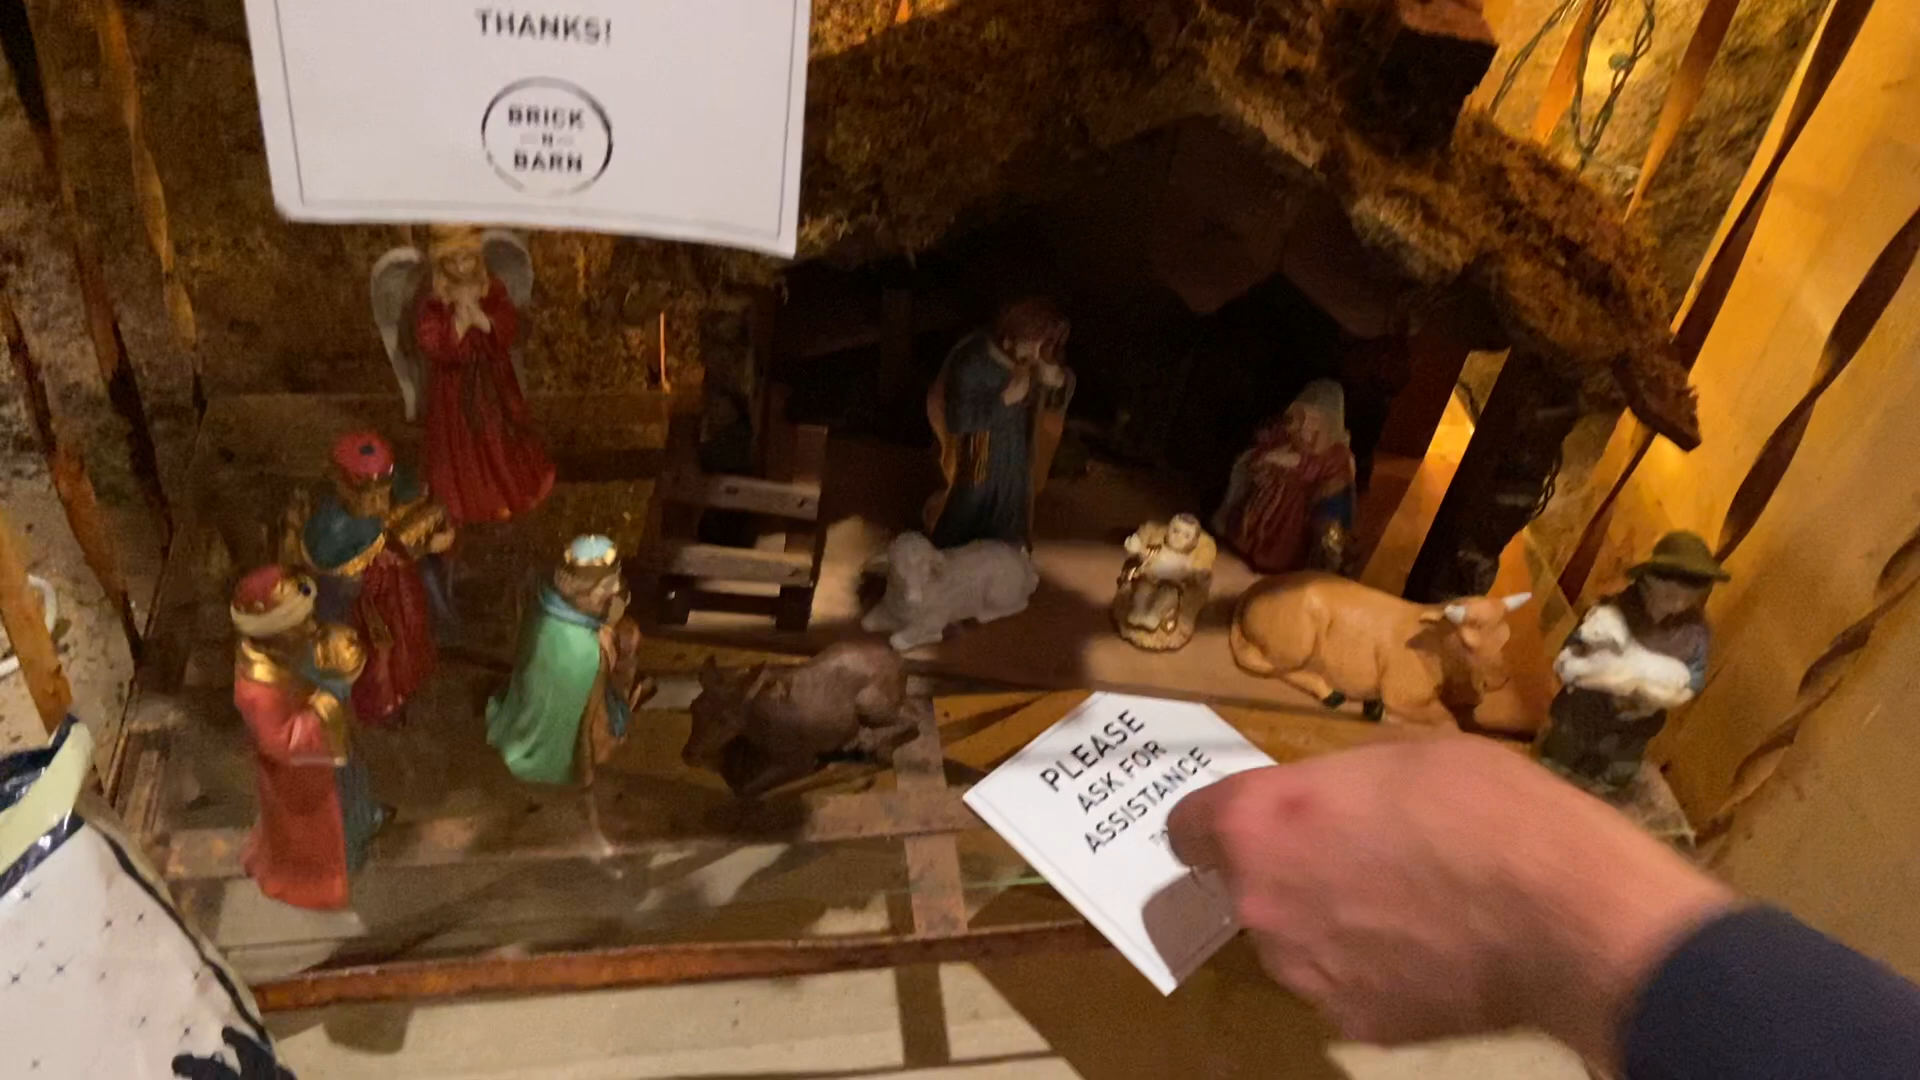 THANKS!
BRICK
N
BARN
PLEASE
ASK FOR
ASSISTANCE